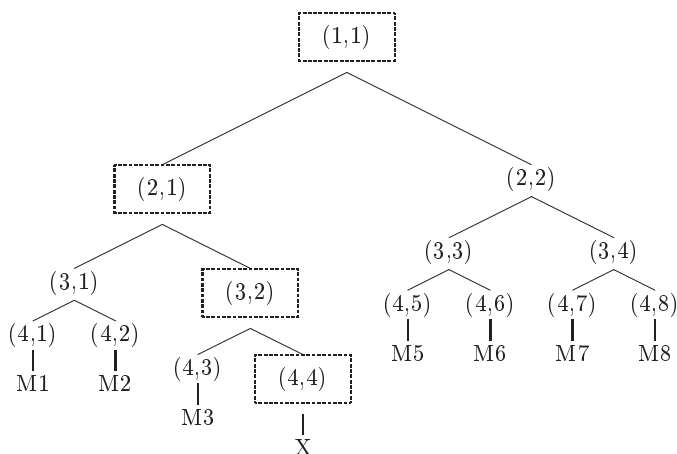 (1,1)
(2,1) (2,2)
(3,1) (3,2) (3,3) (3,4)
(4,1) (4,2) (4,3) (4,4) (4,5) (4,6) (4,7) (4,8)
M1 M2 M3 X M5 M6 M7 M8